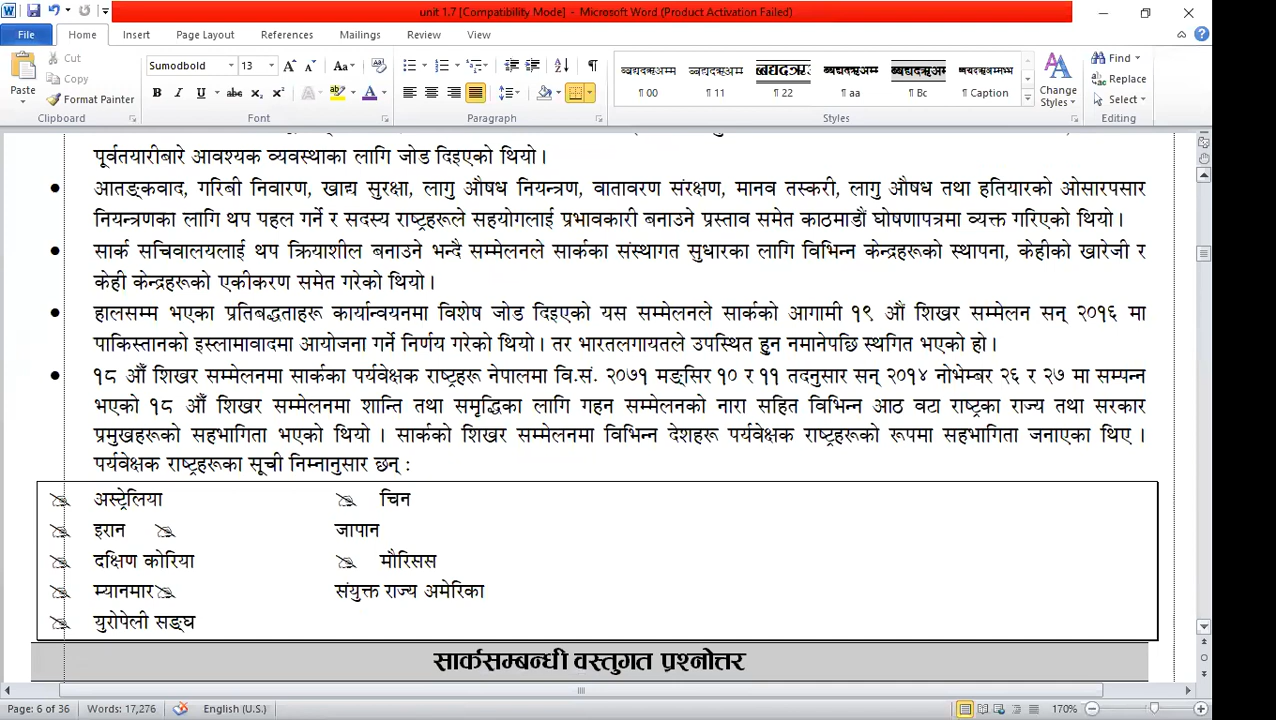 unit 1.7 [Compatibility Mode] - Microsoft Word (Product Activation Failed)
File Home Insert Page Layout References Mailings Review View
Cut
Copy
Format Painter
Paste
Clipboard
Sumodbold 13
Font
Paragraph
¶ 00 ¶ 11 ¶ 22 ¶ aa ¶ Bc ¶ Caption
Change Styles
Styles
Find
Replace
Select
Editing
पूर्वतयारीबारे आवश्यक व्यवस्थाका लागि जोड दिइएको थियो।
आतङ्कवाद, गरिबी निवारण, खाद्य सुरक्षा, लागु औषध नियन्त्रण, वातावरण संरक्षण, मानव तस्करी, लागु औषध तथा हतियारको ओसारपसार
नियन्त्रणका लागि थप पहल गर्ने र सदस्य राष्ट्रहरूले सहयोगलाई प्रभावकारी बनाउने प्रस्ताव समेत काठमाडौं घोषणापत्रमा व्यक्त गरिएको थियो।
सार्क सचिवालयलाई थप क्रियाशील बनाउने भन्दै सम्मेलनले सार्कका संस्थागत सुधारका लागि विभिन्न केन्द्रहरूको स्थापना, केहीको खारेजी र
केही केन्द्रहरूको एकीकरण समेत गरेको थियो।
हालसम्म भएका प्रतिबद्धताहरू कार्यान्वयनमा विशेष जोड दिइएको यस सम्मेलनले सार्कको आगामी १९ औं शिखर सम्मेलन सन् २०१६ मा
पाकिस्तानको इस्लामावादमा आयोजना गर्ने निर्णय गरेको थियो। तर भारतलगायतले उपस्थित हुन नमानेपछि स्थगित भएको हो।
१८ औँ शिखर सम्मेलनमा सार्कका पर्यवेक्षक राष्ट्रहरू नेपालमा वि.सं. २०७१ मङ्सिर १० र ११ तदनुसार सन् २०१४ नोभेम्बर २६ र २७ मा सम्पन्न
भएको १८ औँ शिखर सम्मेलनमा शान्ति तथा समृद्धिका लागि गहन सम्मेलनको नारा सहित विभिन्न आठ वटा राष्ट्रका राज्य तथा सरकार
प्रमुखहरूको सहभागिता भएको थियो । सार्कको शिखर सम्मेलनमा विभिन्न देशहरू पर्यवेक्षक राष्ट्रहरूको रूपमा सहभागिता जनाएका थिए ।
पर्यवेक्षक राष्ट्रहरूका सूची निम्नानुसार छन् :
अस्ट्रेलिया चिन
इरान जापान
दक्षिण कोरिया मौरिसस
म्यानमार संयुक्त राज्य अमेरिका
युरोपेली सङ्घ
सार्कसम्बन्धी वस्तुगत प्रश्नोत्तर
Page: 6 of 36 Words: 17,276 English (U.S.) 170%